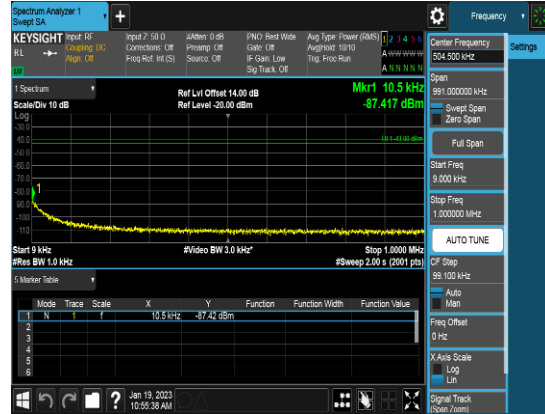 Spectrum Analyzer 1
Swept SA
+
Frequency
KEYSIGHT
RL
Input: RF
Coupling: DC
Align: Off
Input Z: 50 Ω
Corrections: Off
Freq Ref: Int (S)
#Atten: 0 dB
Preamp: Off
Source: Off
PNO: Best Wide
Gate: Off
IF Gain: Low
Sig Track: Off
Avg Type: Power (RMS)
Avg|Hold: 10/10
Trig: Free Run
1 2 3 4 5 6
A W W W W W
A N N N N N
1 Spectrum
Scale/Div 10 dB
Ref Lvl Offset 14.00 dB
Ref Level -20.00 dBm
Mkr1 10.5 kHz
-87.417 dBm
Log
-30.0
-40.0
-50.0
-60.0
-70.0
-80.0
-90.0
-100
-110
1
Start 9 kHz
#Res BW 1.0 kHz
#Video BW 3.0 kHz*
Stop 1.0000 MHz
#Sweep 2.00 s (2001 pts)
5 Marker Table
Mode Trace Scale X Y Function Function Width Function Value
1 N 1 f 10.5 kHz -87.42 dBm
2
3
4
5
6
Center Frequency
504.500 kHz
Settings
Span
991.000000 kHz
Swept Span
Zero Span
Full Span
Start Freq
9.000 kHz
Stop Freq
1.000000 MHz
AUTO TUNE
CF Step
99.100 kHz
Auto
Man
Freq Offset
0 Hz
X Axis Scale
Log
Lin
Signal Track
(Span Zoom)
?
Jan 19, 2023
10:55:38 AM